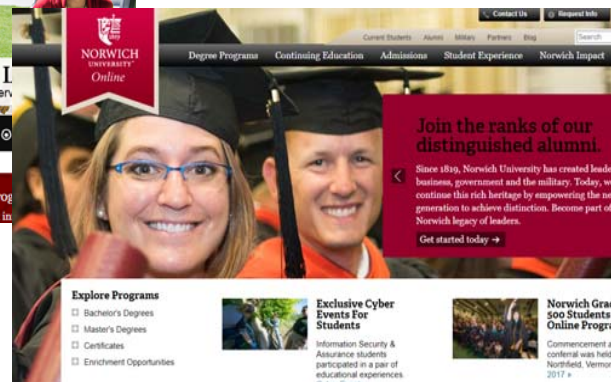 Contact Us
Request Info
Current Students Alumni Military Partners Blog
Search
NORWICH
UNIVERSITY
Online
Degree Programs Continuing Education Admissions Student Experience Norwich Impact
Join the ranks of our
distinguished alumni.
Since 1819, Norwich University has created
business, government and the military. Today,
continue this rich heritage by empowering the
generation to achieve distinction. Become part of
Norwich legacy of leaders.
Get started today →
Explore Programs
Bachelor's Degrees
Master's Degrees
Certificates
Enrichment Opportunities
Exclusive Cyber
Events For
Students
Information Security &
Assurance students
participated in a pair of
educational experiences
Norwich
500 Students
Online
Commencement
conferral was held
Northfield,
2017 »